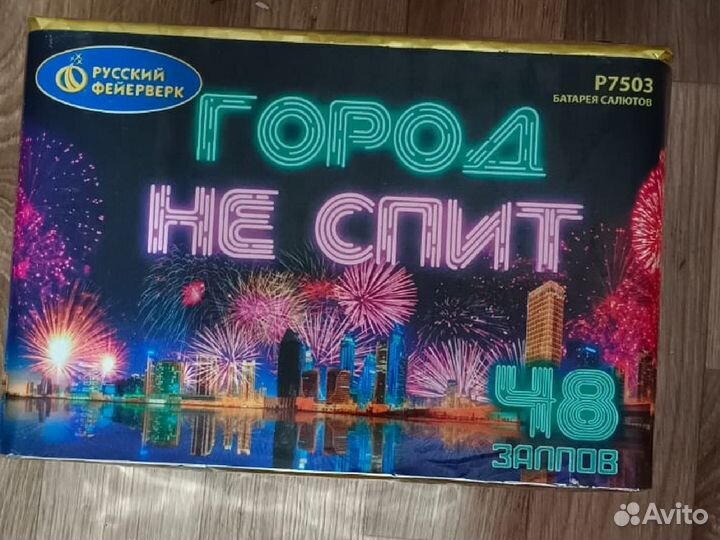 РУССКИЙ
ФЕЙЕРВЕРК
Р7503
БАТАРЕЯ САЛЮТОВ
ГОРОД
НЕ СПИТ
48
ЗАЛПОВ
Avito